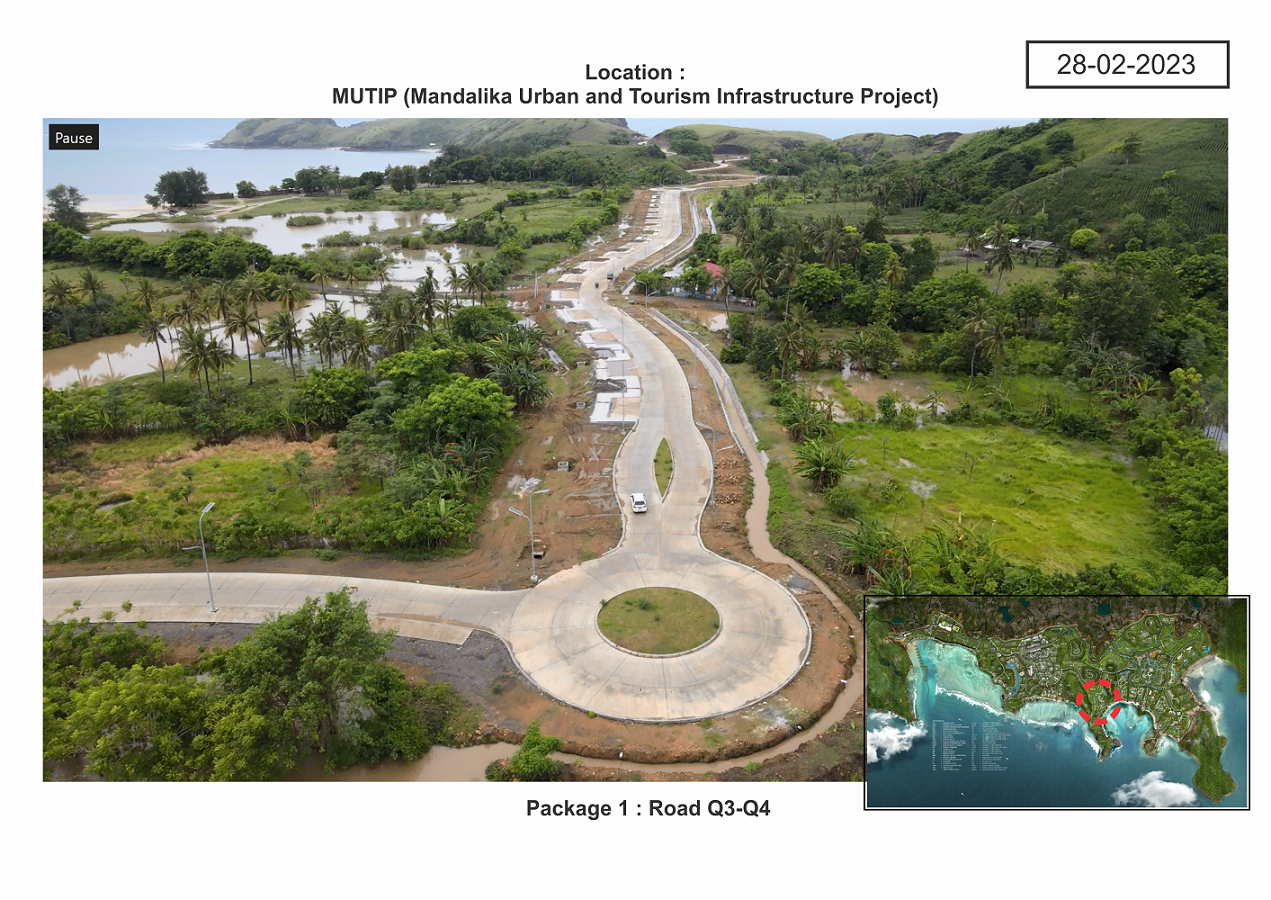 28-02-2023
Location :
MUTIP (Mandalika Urban and Tourism Infrastructure Project)
Pause
Package 1 : Road Q3-Q4